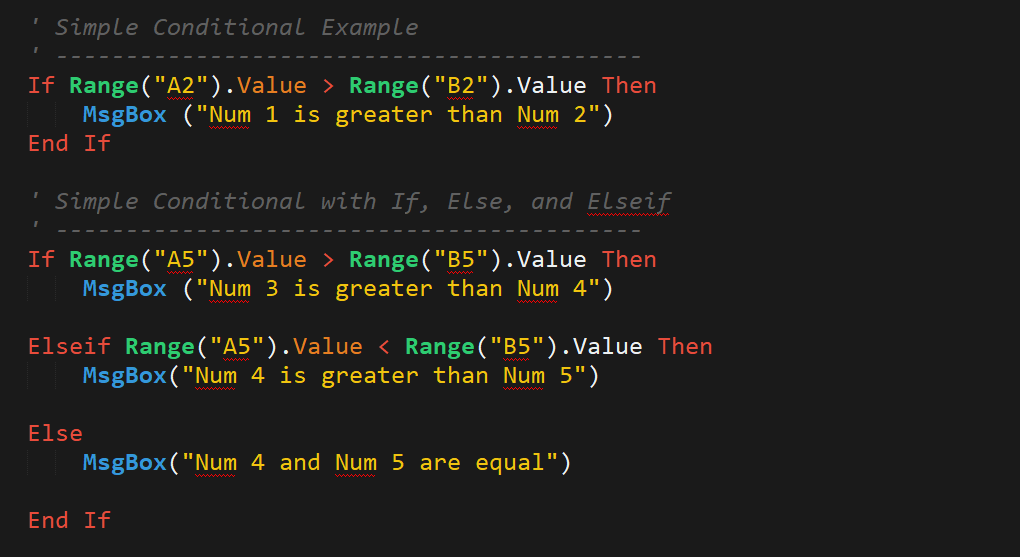 ' Simple Conditional Example
' ------------------------------------------
If Range("A2").Value > Range("B2").Value Then
MsgBox ("Num 1 is greater than Num 2")
End If
' Simple Conditional with If, Else, and Elseif
' ------------------------------------------
If Range("A5").Value > Range("B5").Value Then
MsgBox ("Num 3 is greater than Num 4")
Elseif Range("A5").Value < Range("B5").Value Then
MsgBox("Num 4 is greater than Num 5")
Else
MsgBox("Num 4 and Num 5 are equal")
End If